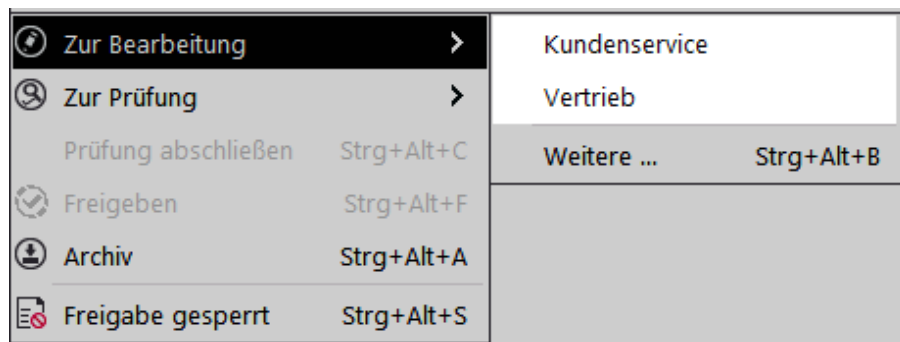 Zur Bearbeitung
Zur Prüfung
Prüfung abschließen Strg+Alt+C
Freigeben Strg+Alt+F
Archiv Strg+Alt+A
Freigabe gesperrt Strg+Alt+S
Kundenservice
Vertrieb
Weitere ... Strg+Alt+B